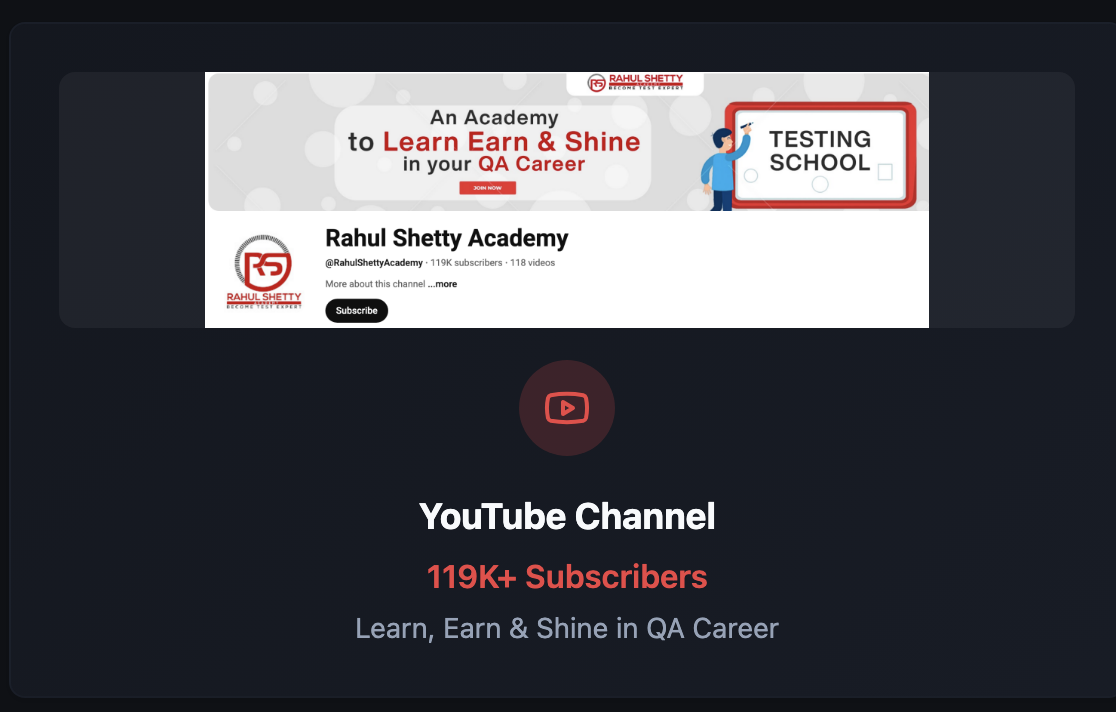 RAHUL SHETTY
ACADEMY
BECOME TEST EXPERT
An Academy
to Learn Earn & Shine
in your QA Career
JOIN NOW
TESTING
SCHOOL
RS
RAHUL SHETTY
ACADEMY
BECOME TEST EXPERT
Rahul Shetty Academy
@RahulShettyAcademy · 119K subscribers · 118 videos
More about this channel ...more
Subscribe
YouTube Channel
119K+ Subscribers
Learn, Earn & Shine in QA Career